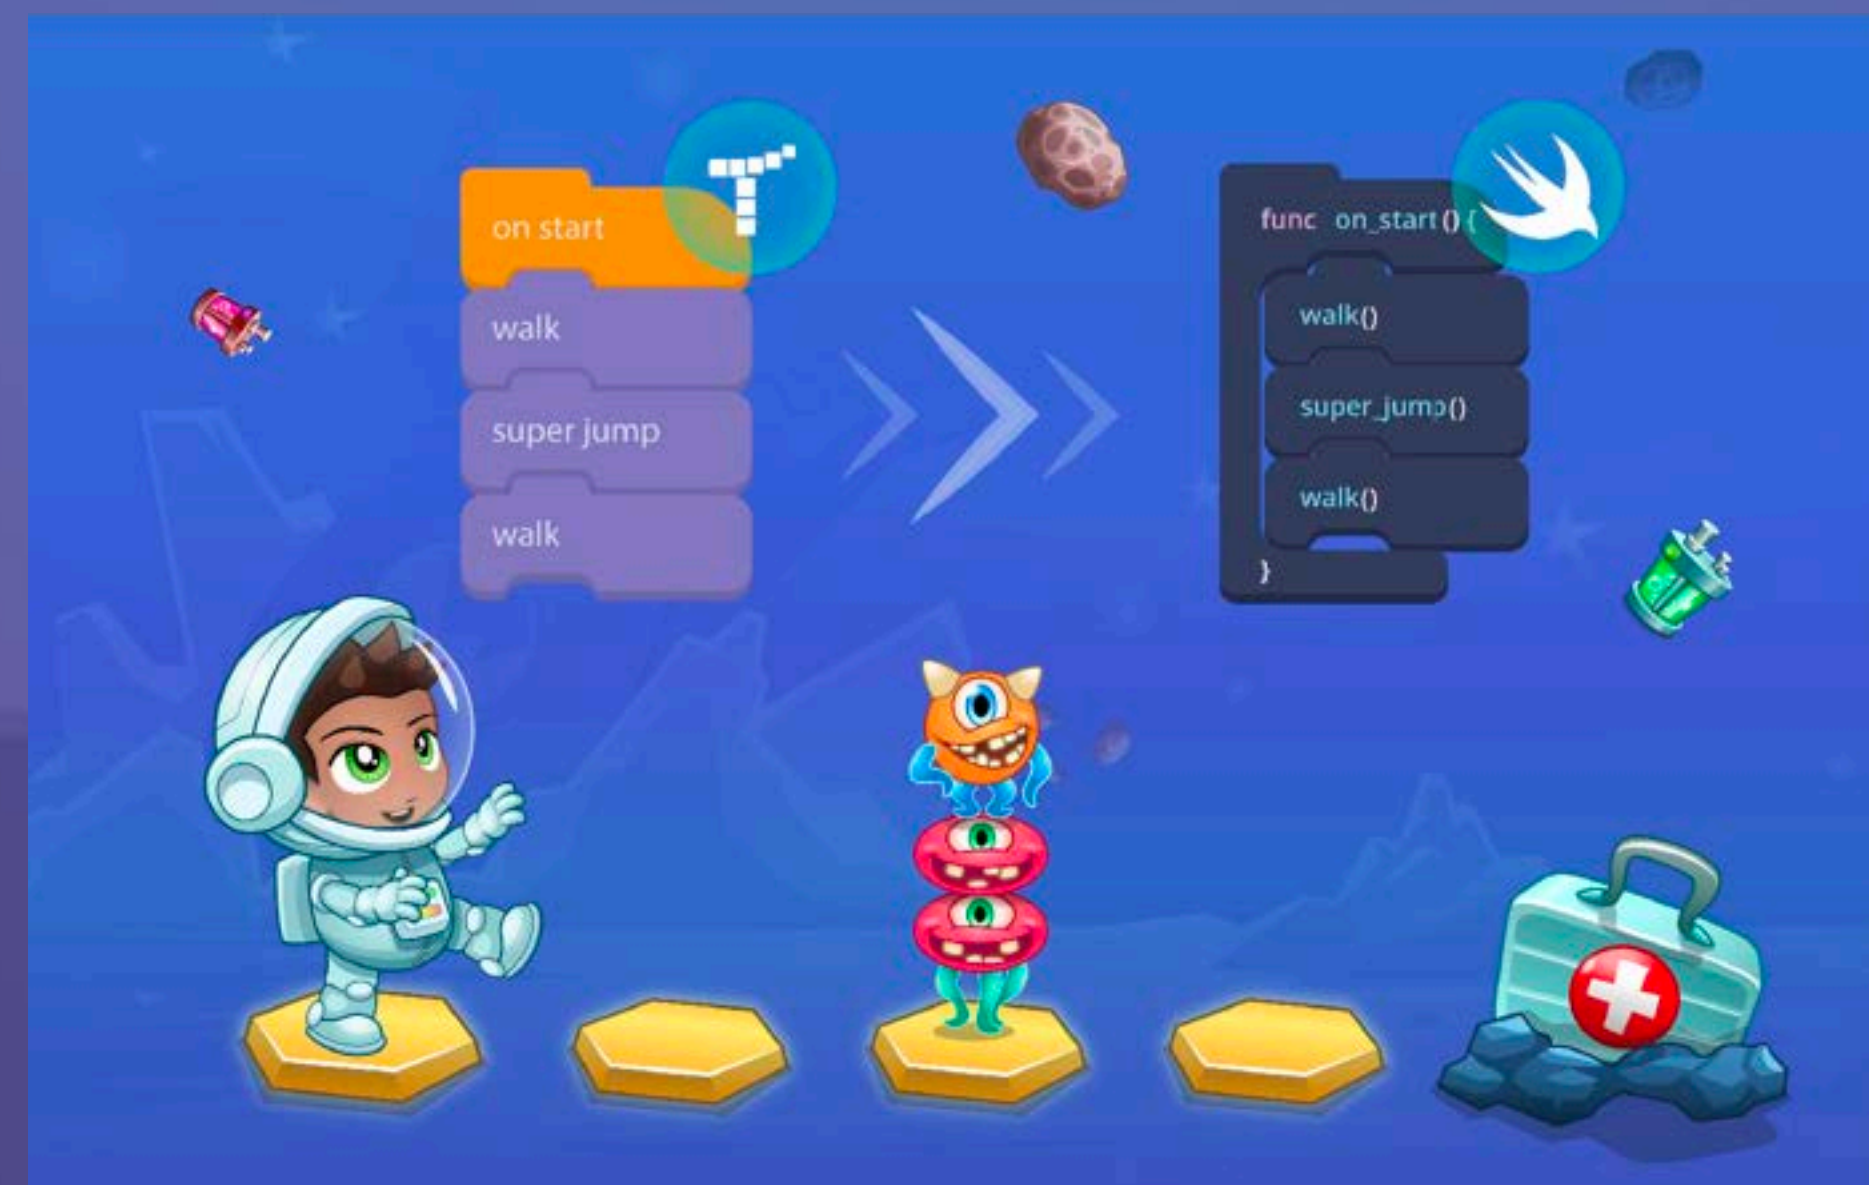 on start
walk
super jump
walk
func on_start() {
walk()
super_jump()
walk()
}